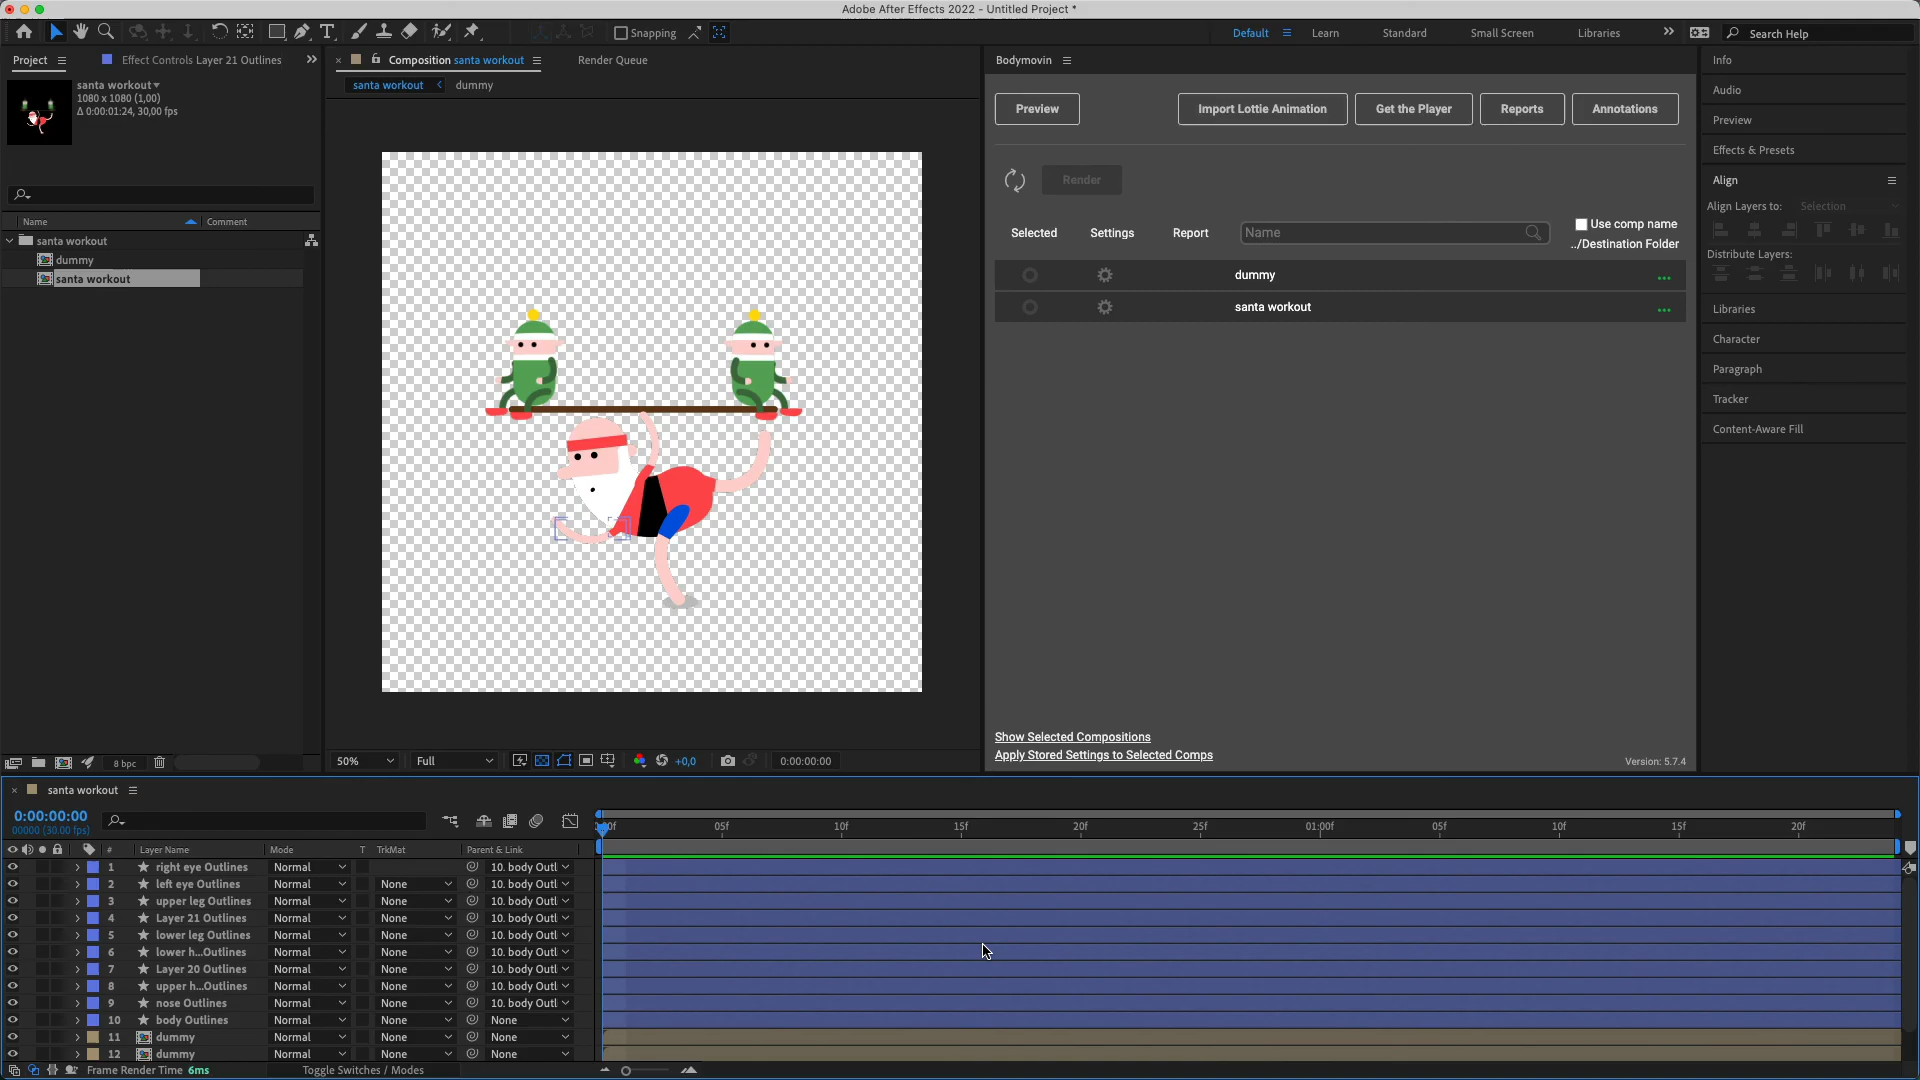 Adobe After Effects 2022 - Untitled Project *
Snapping
Default
Learn
Standard
Small Screen
Libraries
Search Help
Project
Effect Controls Layer 21 Outlines
santa workout
1080 x 1080 (1,00)
Δ 0:00:01:24, 30,00 fps
Name
Comment
santa workout
dummy
santa workout
8 bpc
Composition santa workout
Render Queue
santa workout
dummy
50%
Full
+0,0
0:00:00:00
Bodymovin
Preview
Import Lottie Animation
Get the Player
Reports
Annotations
Render
Selected
Settings
Report
Name
Use comp name
../Destination Folder
dummy
santa workout
Show Selected Compositions
Apply Stored Settings to Selected Comps
Version: 5.7.4
Info
Audio
Preview
Effects & Presets
Align
Align Layers to:
Selection
Distribute Layers:
Libraries
Character
Paragraph
Tracker
Content-Aware Fill
santa workout
0:00:00:00
00000 (30.00 fps)
05f
10f
15f
20f
25f
01:00f
05f
10f
15f
20f
# Layer Name Mode T TrkMat Parent & Link
1 right eye Outlines Normal 10. body Outl
2 left eye Outlines Normal None 10. body Outl
3 upper leg Outlines Normal None 10. body Outl
4 Layer 21 Outlines Normal None 10. body Outl
5 lower leg Outlines Normal None 10. body Outl
6 lower h...Outlines Normal None 10. body Outl
7 Layer 20 Outlines Normal None 10. body Outl
8 upper h...Outlines Normal None 10. body Outl
9 nose Outlines Normal None 10. body Outl
10 body Outlines Normal None None
11 dummy Normal None None
12 dummy Normal None None
Frame Render Time 6ms
Toggle Switches / Modes